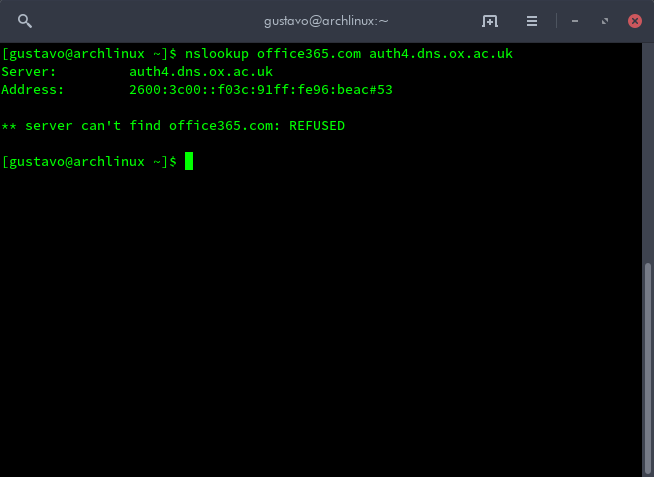 gustavo@archlinux:~
[gustavo@archlinux ~]$ nslookup office365.com auth4.dns.ox.ac.uk
Server:         auth4.dns.ox.ac.uk
Address:        2600:3c00::f03c:91ff:fe96:beac#53

** server can't find office365.com: REFUSED

[gustavo@archlinux ~]$